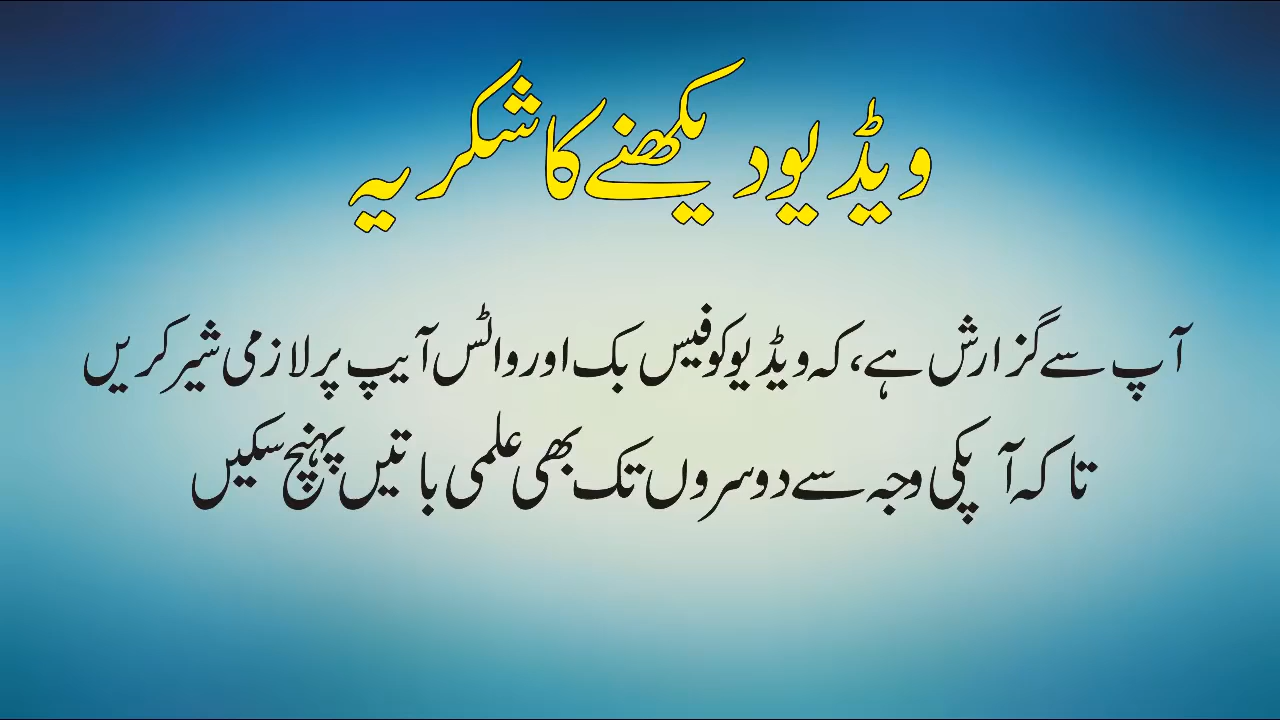 ویڈیو دیکھنے کا شکریہ
آپ سے گزارش ہے، کہ ویڈیو کو فیس بک اور واٹس آیپ پر لازمی شیر کریں
تاکہ آپکی وجہ سے دوسروں تک بھی علمی باتیں پہنچ سکیں